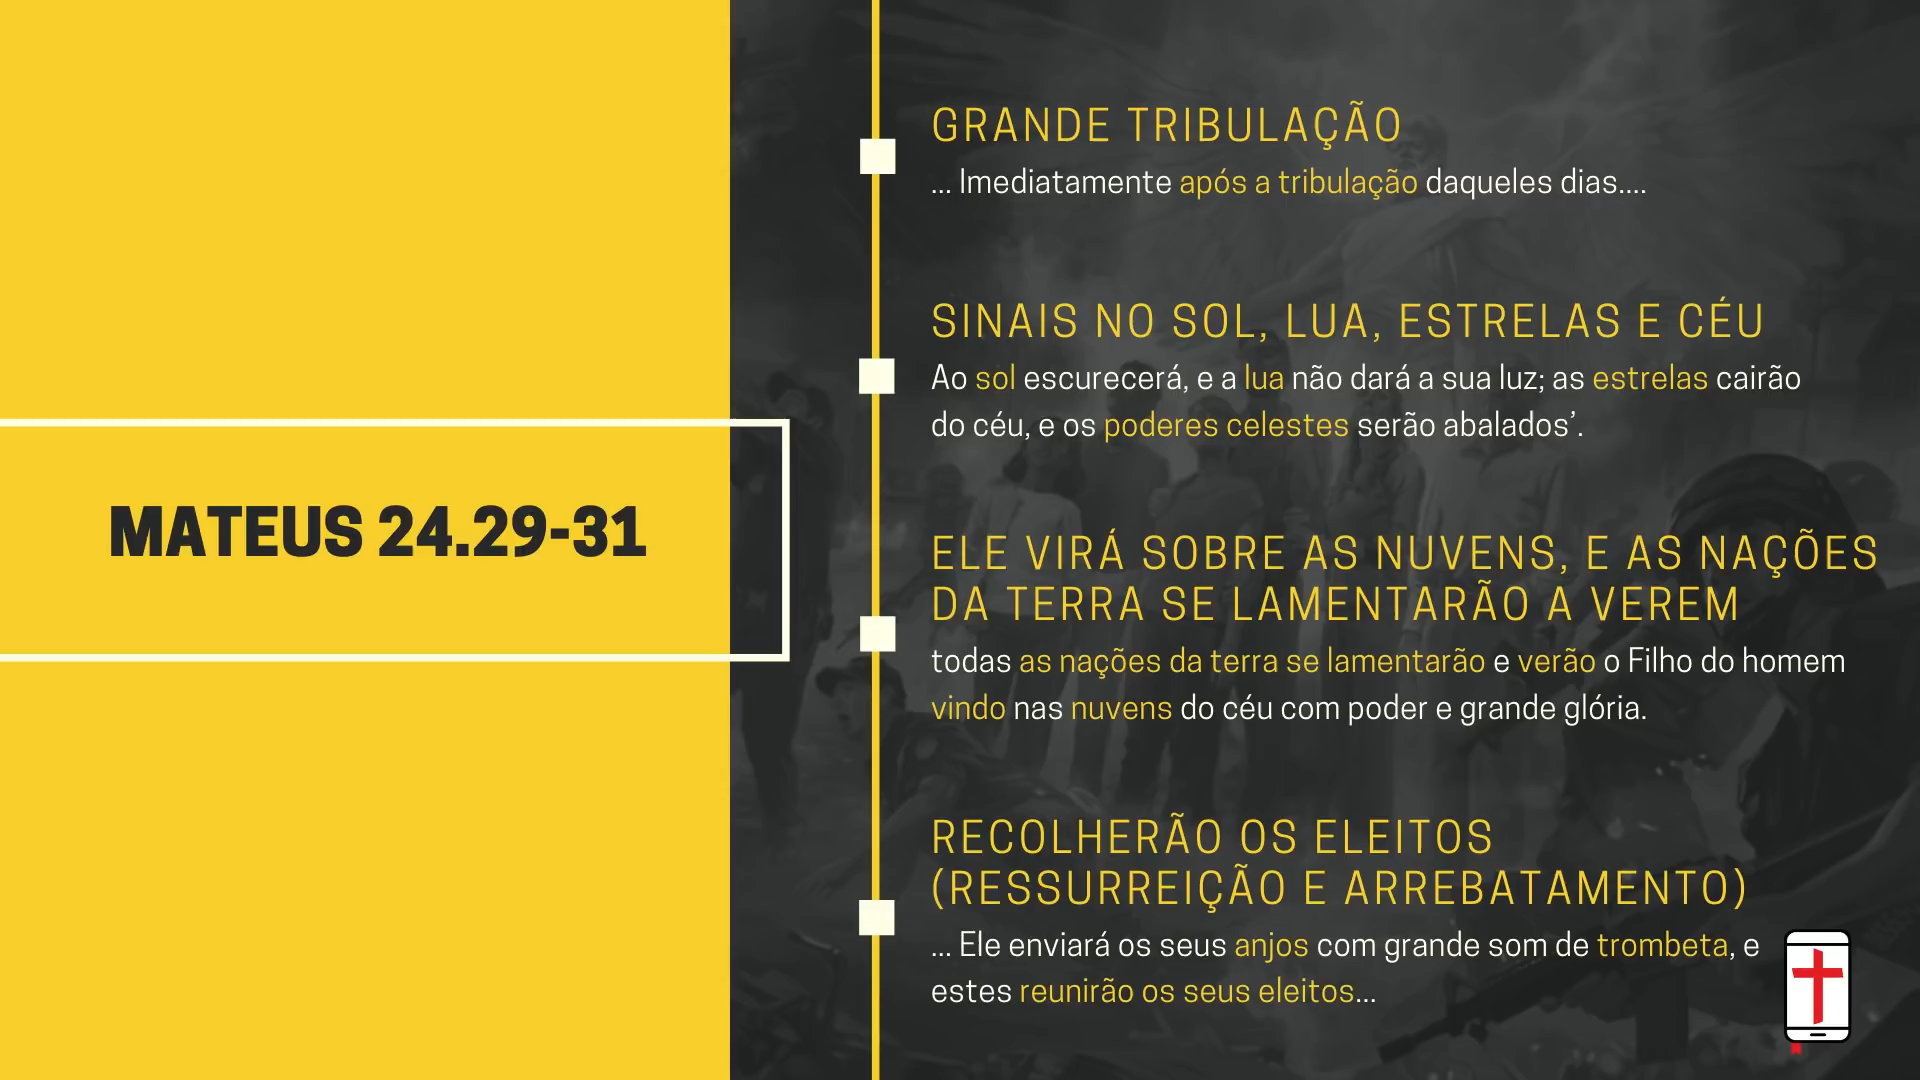 MATEUS 24.29-31
GRANDE TRIBULAÇÃO
... Imediatamente após a tribulação daqueles dias....
SINAIS NO SOL, LUA, ESTRELAS E CÉU
Ao sol escurecerá, e a lua não dará a sua luz; as estrelas cairão
do céu, e os poderes celestes serão abalados’.
ELE VIRÁ SOBRE AS NUVENS, E AS NAÇÕES
DA TERRA SE LAMENTARÃO A VEREM
todas as nações da terra se lamentarão e verão o Filho do homem
vindo nas nuvens do céu com poder e grande glória.
RECOLHERÃO OS ELEITOS
(RESSURREIÇÃO E ARREBATAMENTO)
... Ele enviará os seus anjos com grande som de trombeta, e
estes reunirão os seus eleitos...